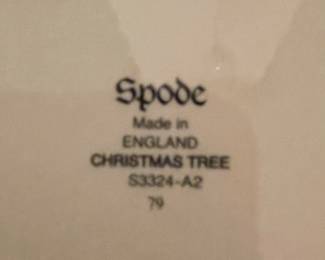 Spode
Made in
ENGLAND
CHRISTMAS TREE
S3324-A2
79